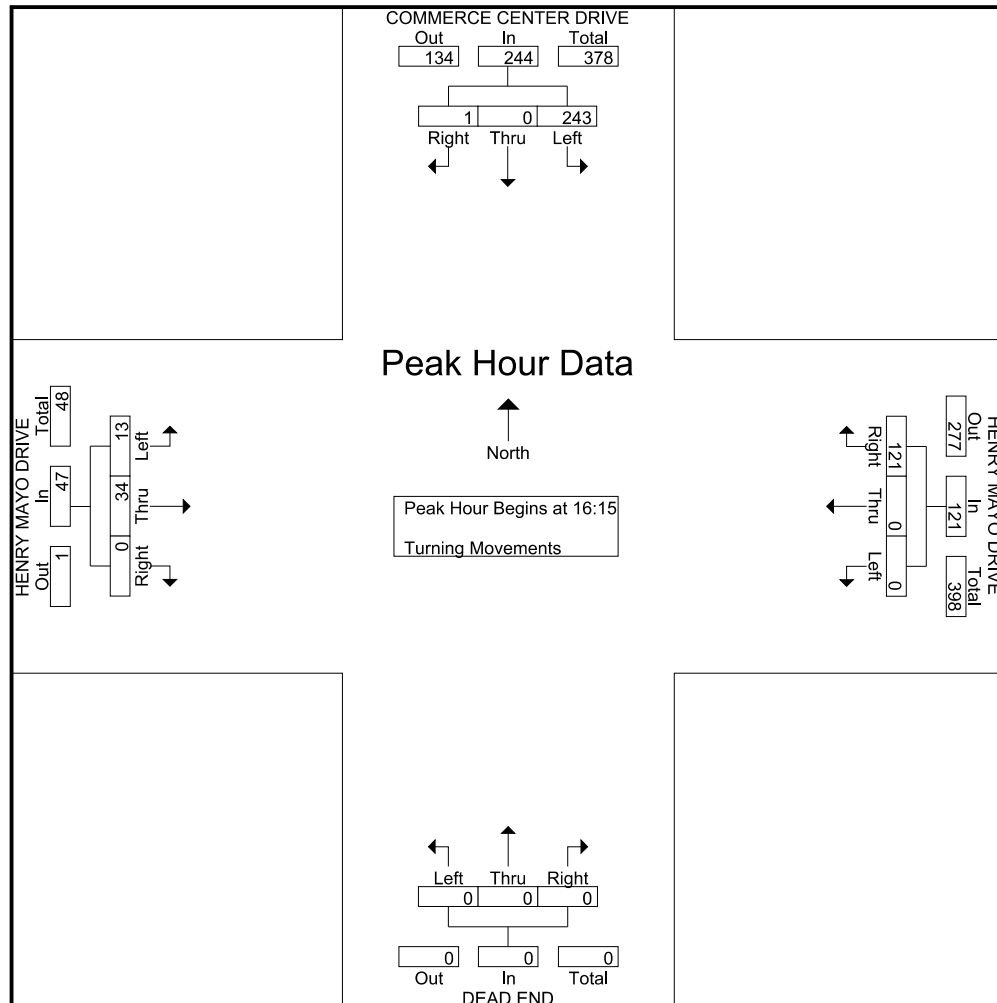 COMMERCE CENTER DRIVE
Out In Total
134 244 378
1 0 243
Right Thru Left
Peak Hour Data
North
Peak Hour Begins at 16:15
Turning Movements
HENRY MAYO DRIVE
Out In Total
1 47 48
Left Thru Right
13 34 0
HENRY MAYO DRIVE
Out In Total
277 121 398
Right Thru Left
121 0 0
Left Thru Right
0 0 0
0 0 0
Out In Total
DEAD END